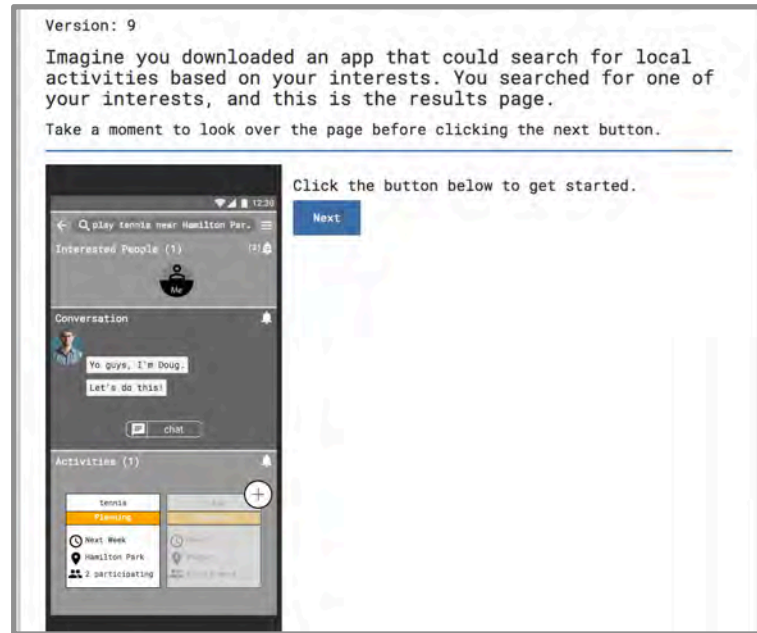 Version: 9
Imagine you downloaded an app that could search for local
activities based on your interests. You searched for one of
your interests, and this is the results page.
Take a moment to look over the page before clicking the next button.
Click the button below to get started.
Next
12:30
play tennis near Hamilton Par.
Interested People (1)
Me
Conversation
Yo guys, I'm Doug.
Let's do this!
chat
Activities (1)
tennis
Planning
Next Week
Hamilton Park
2 participating